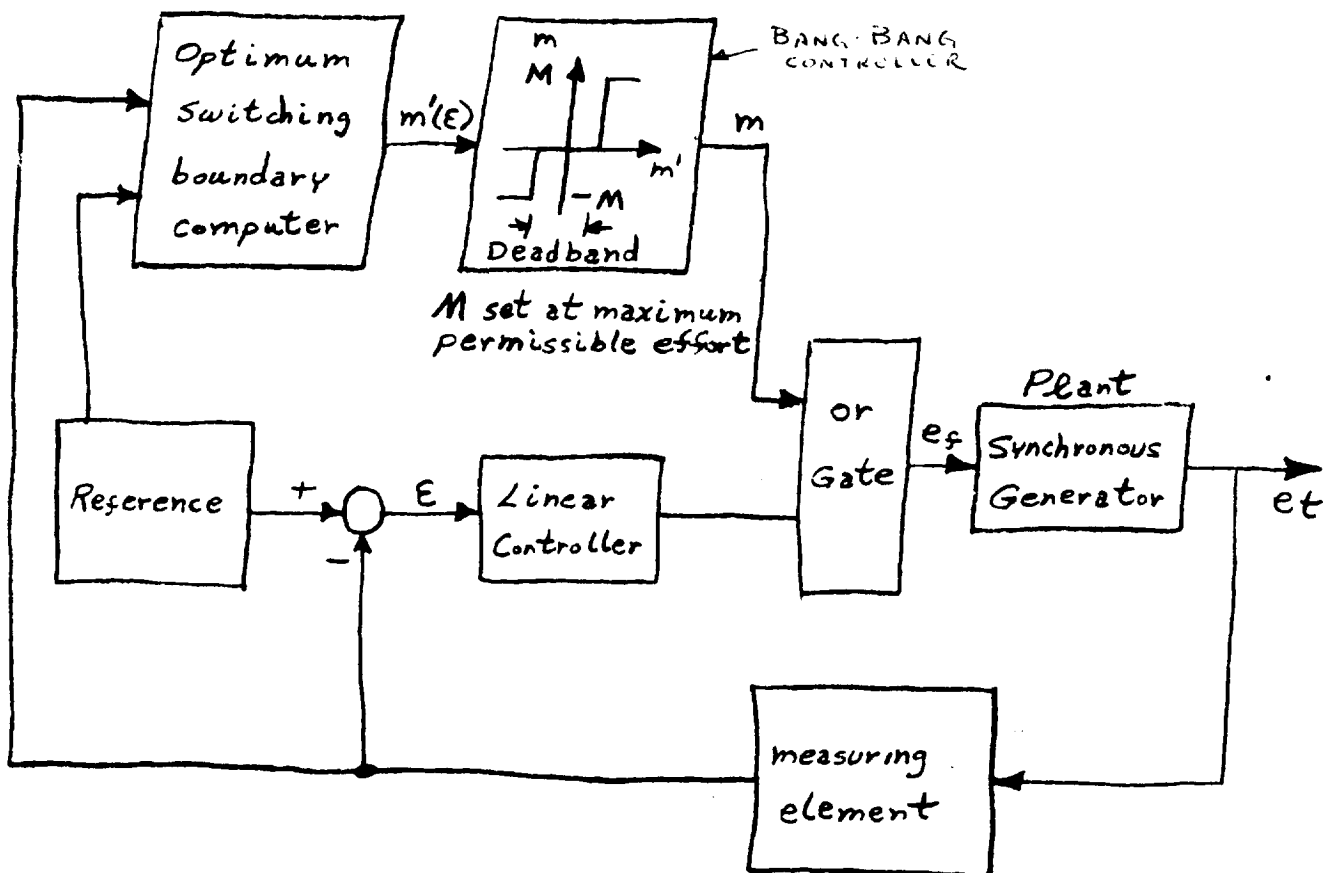 Optimum
switching
boundary
computer
m'(ε)
m
M
m'
-M
Deadband
BANG-BANG
CONTROLLER
m
M set at maximum
permissible effort
Reference
+
-
ε
Linear
Controller
or
Gate
ef
Plant
Synchronous
Generator
et
measuring
element